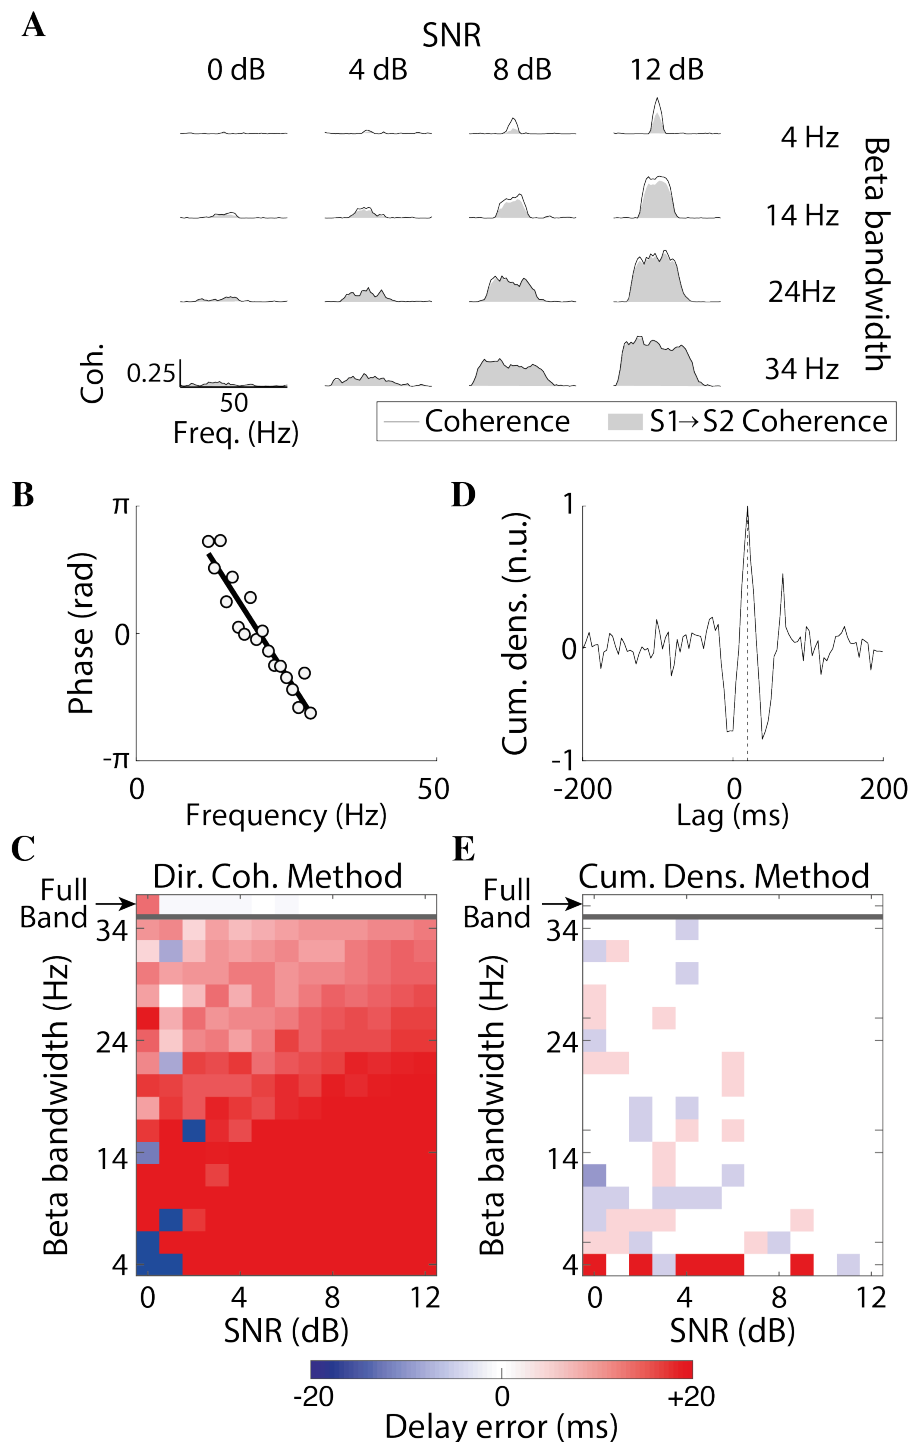 A
SNR
0 dB 4 dB 8 dB 12 dB
4 Hz
14 Hz
24Hz
34 Hz
Beta bandwidth
Coh.
0.25
50
Freq. (Hz)
Coherence S1→S2 Coherence
B
π
0
-π
Phase (rad)
0 50
Frequency (Hz)
D
1
0
-1
Cum. dens. (n.u.)
-200 0 200
Lag (ms)
C
Dir. Coh. Method
Full
Band
34
24
14
4
Beta bandwidth (Hz)
0 4 8 12
SNR (dB)
E
Cum. Dens. Method
Full
Band
34
24
14
4
Beta bandwidth (Hz)
0 4 8 12
SNR (dB)
-20 0 +20
Delay error (ms)